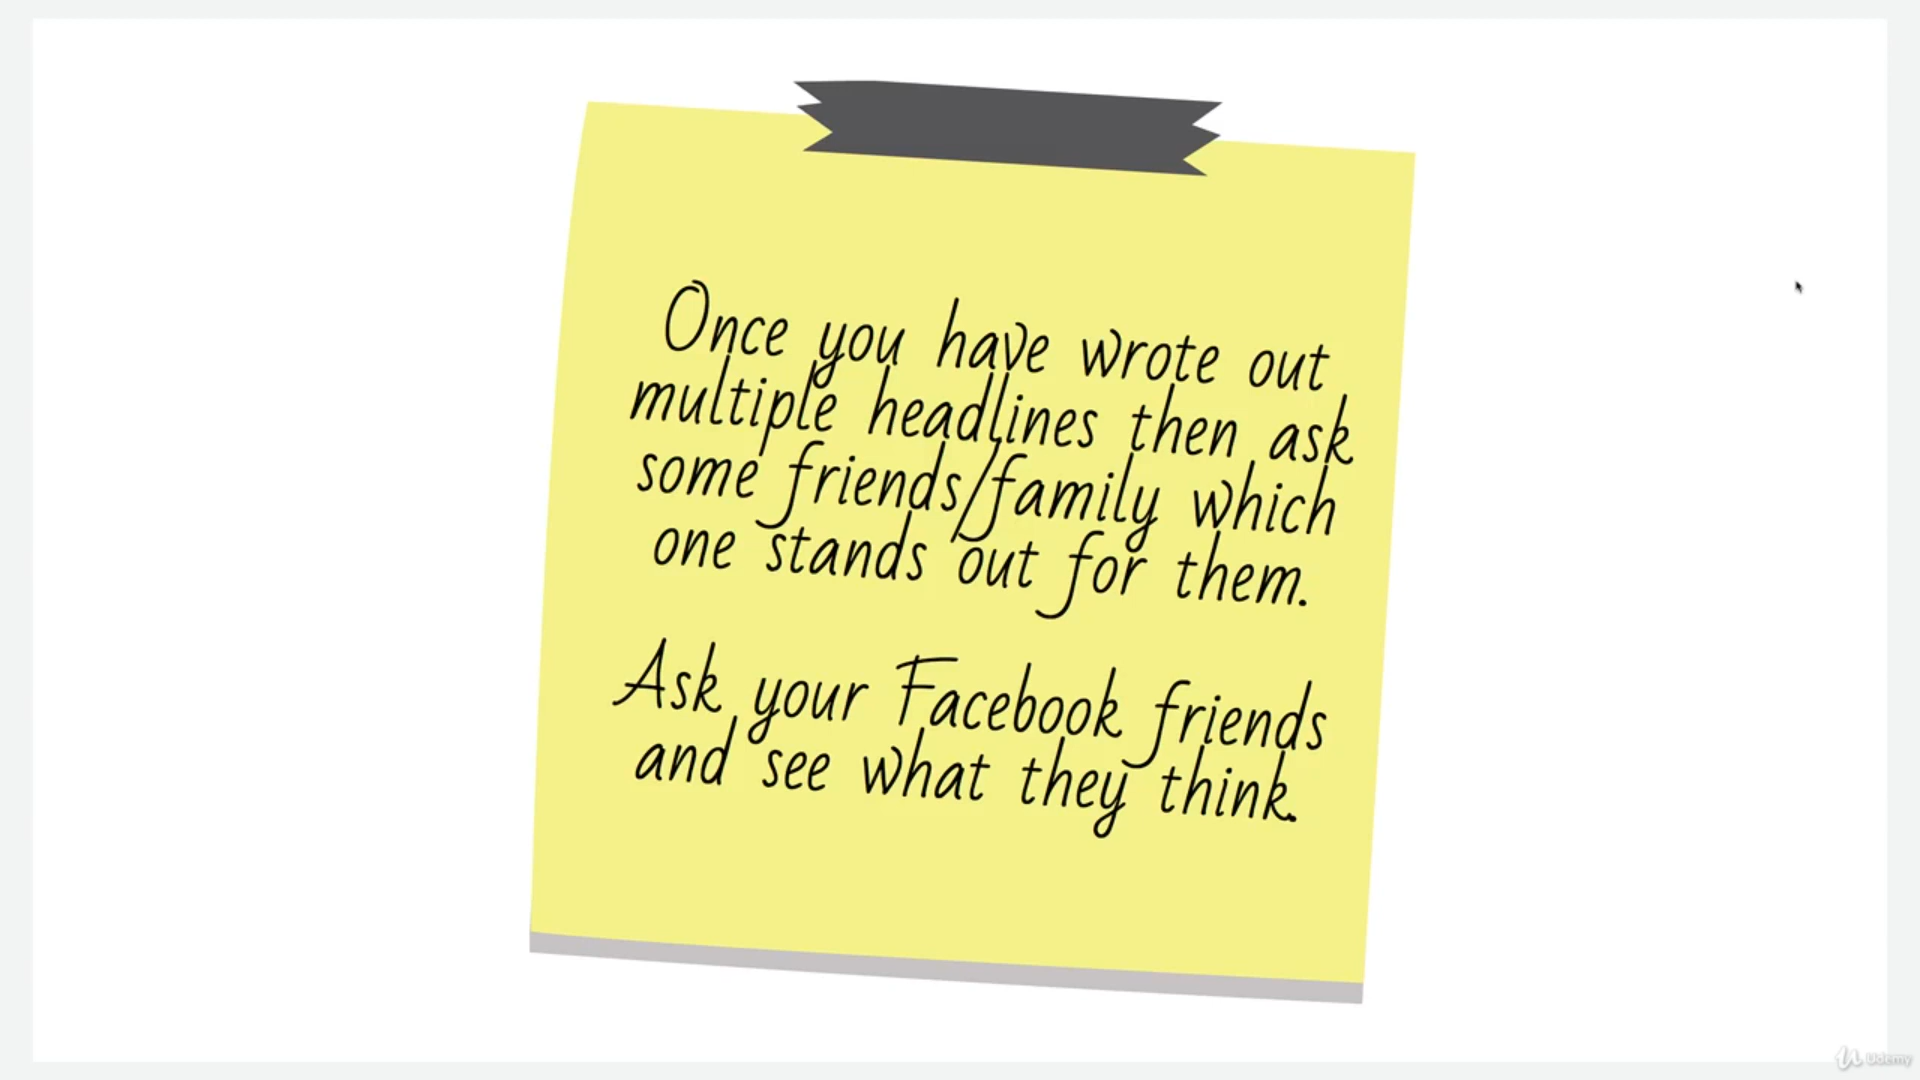 Once you have wrote out
multiple headlines then ask
some friends/family which
one stands out for them.
Ask your Facebook friends
and see what they think.
Udemy